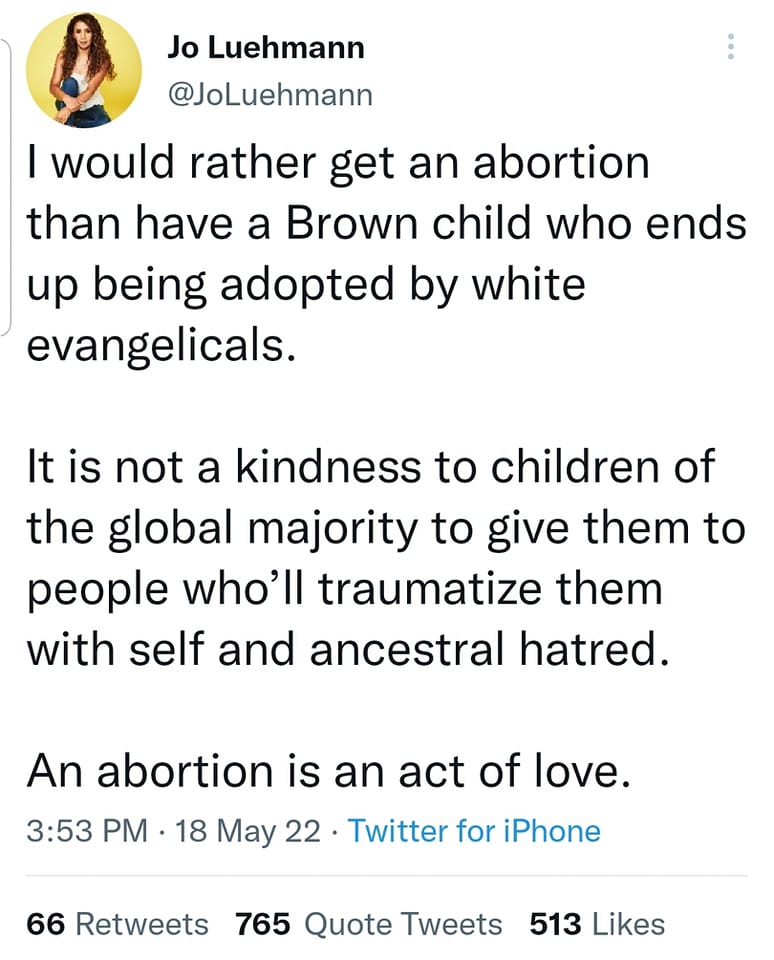 Jo Luehmann
@JoLuehmann
I would rather get an abortion
than have a Brown child who ends
up being adopted by white
evangelicals.
It is not a kindness to children of
the global majority to give them to
people who’ll traumatize them
with self and ancestral hatred.
An abortion is an act of love.
3:53 PM · 18 May 22 · Twitter for iPhone
66 Retweets 765 Quote Tweets 513 Likes